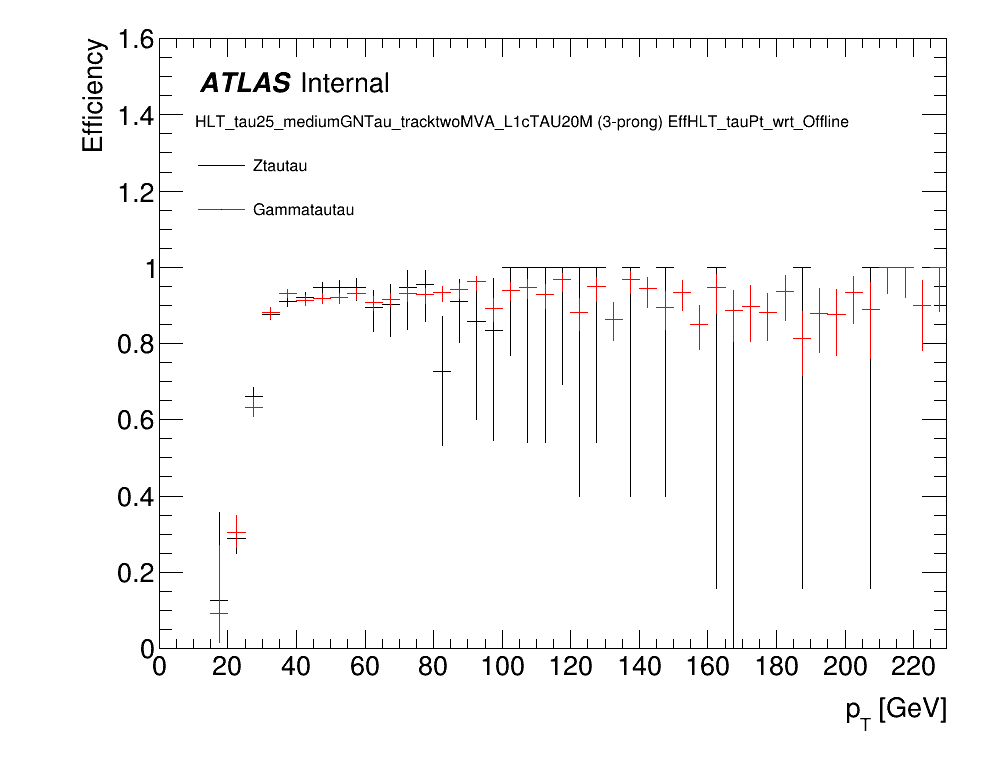 1.6
1.4
1.2
1
0.8
0.6
0.4
0.2
0
Efficiency
ATLAS Internal
HLT_tau25_mediumGNTau_tracktwoMVA_L1cTAU20M (3-prong) EffHLT_tauPt_wrt_Offline
Ztautau
Gammatautau
0 20 40 60 80 100 120 140 160 180 200 220
p_T [GeV]